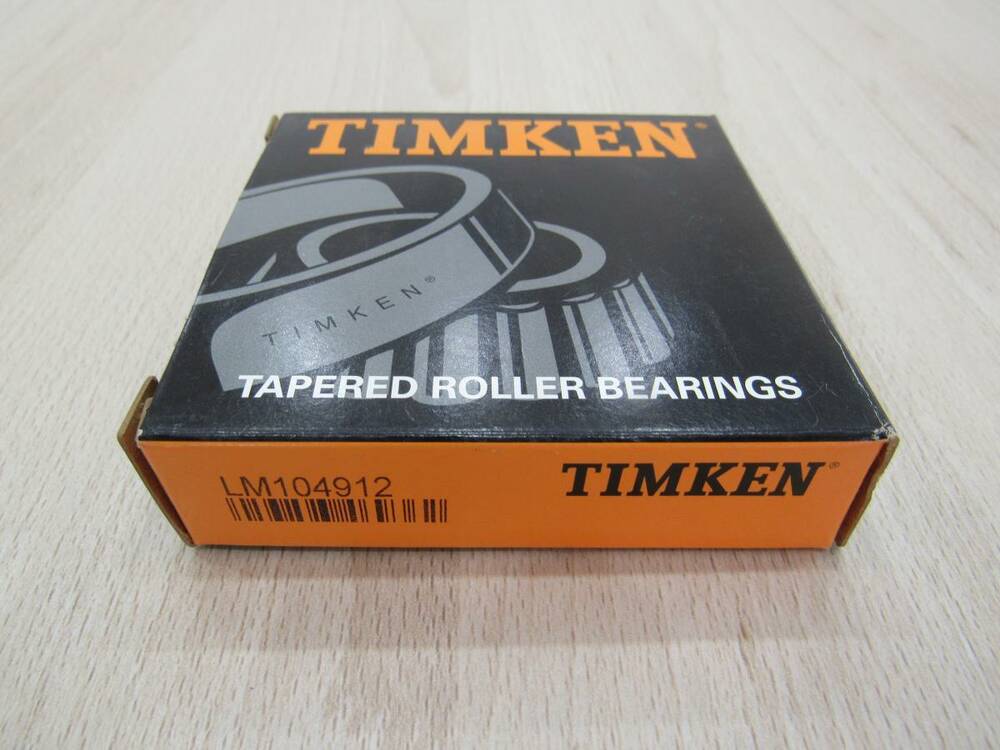 TIMKEN®
TIMKEN®
TAPERED ROLLER BEARINGS
LM104912
TIMKEN®